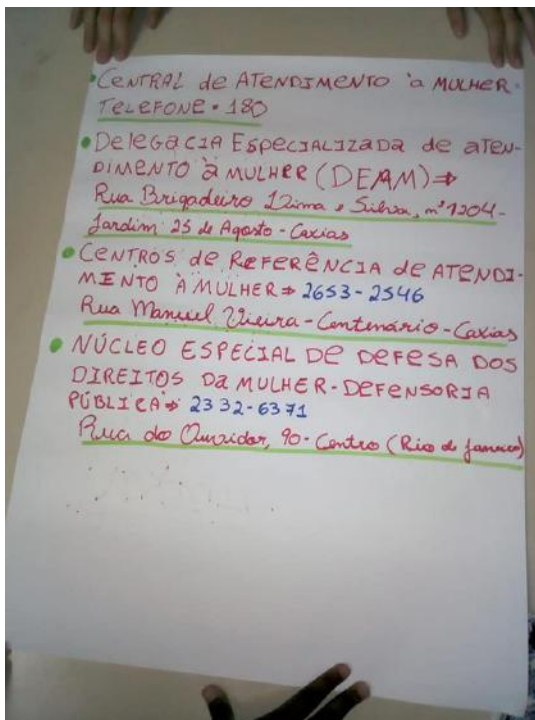 • CENTRAL de ATENDIMENTO à MULHER.
TELEFONE • 180
• DeleGaCIA EspecIALIZada de aTEN-
DIMENTO à MULHER (DEAM) ⇒
Rua Brigadeiro Lima e Silva, nº 1204 -
Jardim 25 de Agosto - Caxias
• CENTROS de REFERÊNCIA de ATENDI-
MENTO À MULHER ⇒ 2653-2546
Rua Manuel Vieira - Centenário - Caxias
• NÚCLEO ESPECIAL DE DEFESA DOS
DIREITOS Da MULHER - DEFENSORIA
PÚBLICA ⇒ 2332-6371
Rua do Ouvidor, 90 - Centro (Rio de Janeiro)